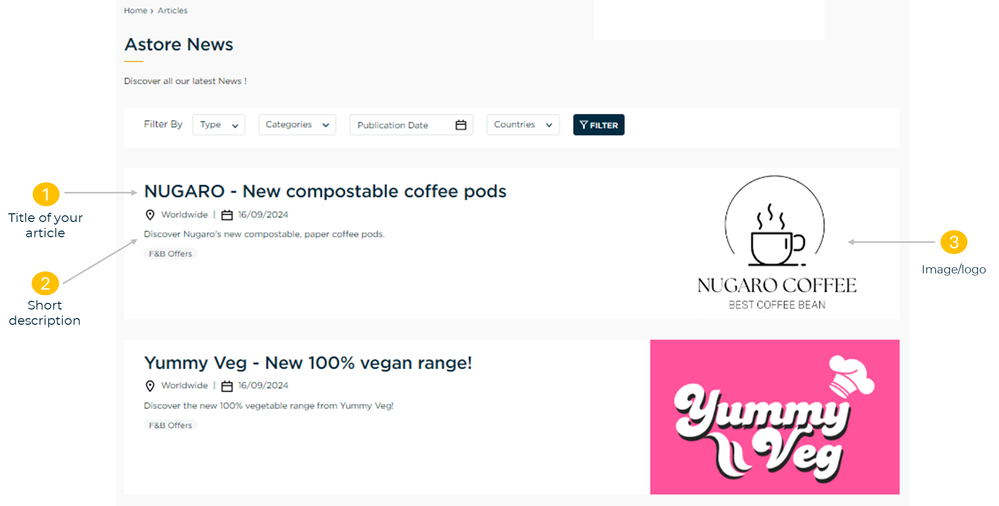 Home › Articles
Astore News
Discover all our latest News !
Filter By Type Categories Publication Date Countries FILTER
1
Title of your
article
NUGARO - New compostable coffee pods
Worldwide | 16/09/2024
Discover Nugaro's new compostable, paper coffee pods.
F&B Offers
2
Short
description
NUGARO COFFEE
BEST COFFEE BEAN
3
Image/logo
Yummy Veg - New 100% vegan range!
Worldwide | 16/09/2024
Discover the new 100% vegetable range from Yummy Veg!
F&B Offers
Yummy
Veg